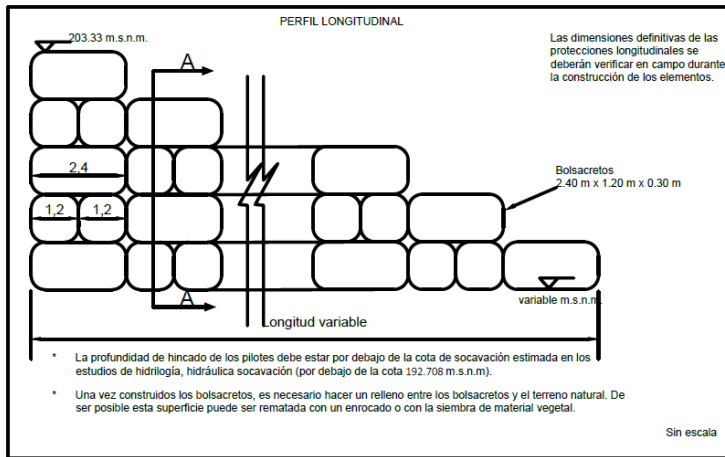 PERFIL LONGITUDINAL
203.33 m.s.n.m.
Las dimensiones definitivas de las
protecciones longitudinales se
deberán verificar en campo durante
la construcción de los elementos.
A
2,4
Bolsacretos
2.40 m x 1.20 m x 0.30 m
1,2
1,2
A
variable m.s.n.m.
Longitud variable
* La profundidad de hincado de los pilotes debe estar por debajo de la cota de socavación estimada en los
estudios de hidrilogía, hidráulica socavación (por debajo de la cota 192.708 m.s.n.m).
* Una vez construidos los bolsacretos, es necesario hacer un relleno entre los bolsacretos y el terreno natural. De
ser posible esta superficie puede ser rematada con un enrocado o con la siembra de material vegetal.
Sin escala